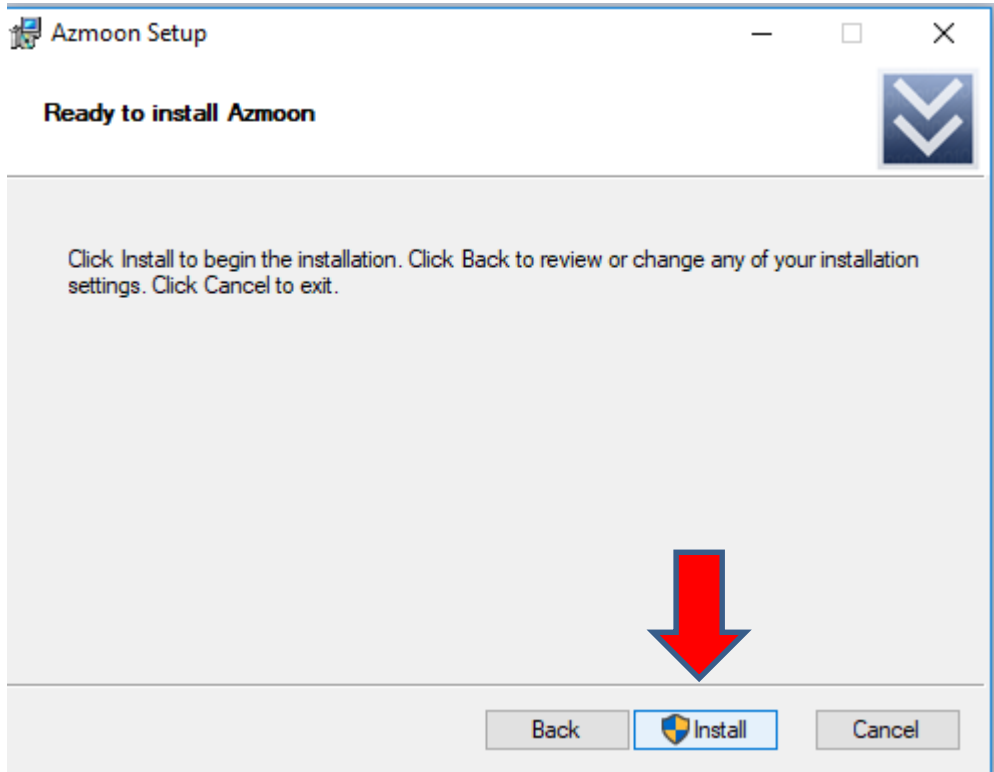 Azmoon Setup
Ready to install Azmoon
Click Install to begin the installation. Click Back to review or change any of your installation
settings. Click Cancel to exit.
Back
Install
Cancel